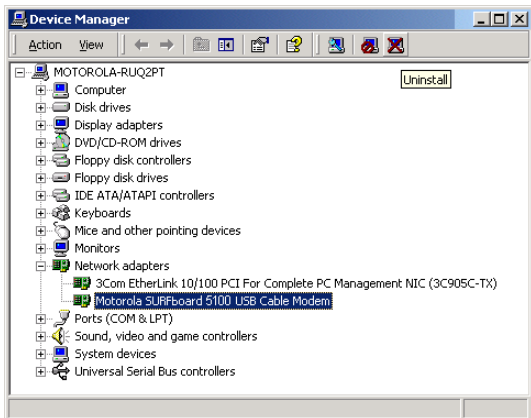 Device Manager
Action View
Uninstall
MOTOROLA-RUQ2PT
Computer
Disk drives
Display adapters
DVD/CD-ROM drives
Floppy disk controllers
Floppy disk drives
IDE ATA/ATAPI controllers
Keyboards
Mice and other pointing devices
Monitors
Network adapters
3Com EtherLink 10/100 PCI For Complete PC Management NIC (3C905C-TX)
Motorola SURFboard 5100 USB Cable Modem
Ports (COM & LPT)
Sound, video and game controllers
System devices
Universal Serial Bus controllers